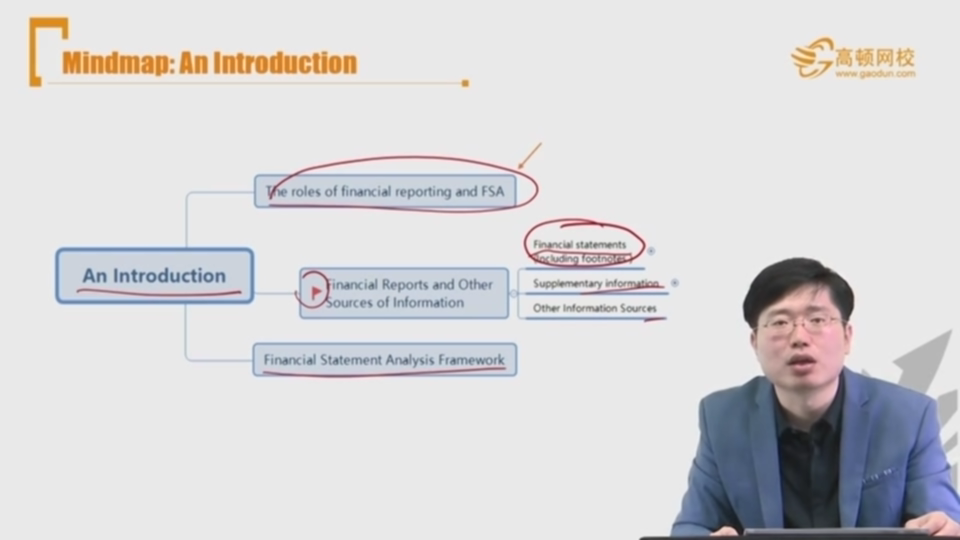 Mindmap: An Introduction
高顿网校
www.gaodun.com
The roles of financial reporting and FSA
An Introduction
Financial Reports and Other
Sources of Information
Financial statements
(including footnotes)
Supplementary information
Other Information Sources
Financial Statement Analysis Framework